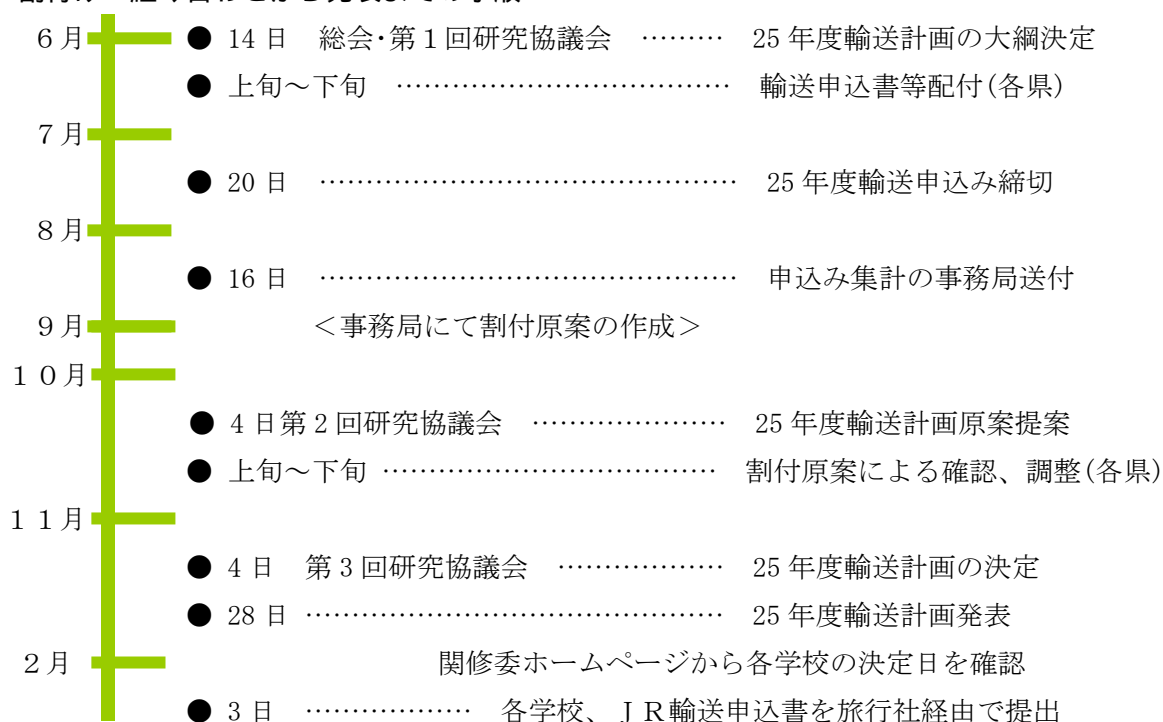 6月 ● 14日 総会・第1回研究協議会 ……… 25年度輸送計画の大綱決定
● 上旬～下旬 ……………………………… 輸送申込書等配付(各県)
7月
● 20日 ……………………………………… 25年度輸送申込み締切
8月
● 16日 ……………………………………… 申込み集計の事務局送付
9月 ＜事務局にて割付原案の作成＞
10月
● 4日第2回研究協議会 ………………… 25年度輸送計画原案提案
● 上旬～下旬 ……………………………… 割付原案による確認、調整(各県)
11月
● 4日 第3回研究協議会 ……………… 25年度輸送計画の決定
● 28日 ……………………………………… 25年度輸送計画発表
2月 関修委ホームページから各学校の決定日を確認
● 3日 ……………… 各学校、ＪＲ輸送申込書を旅行社経由で提出